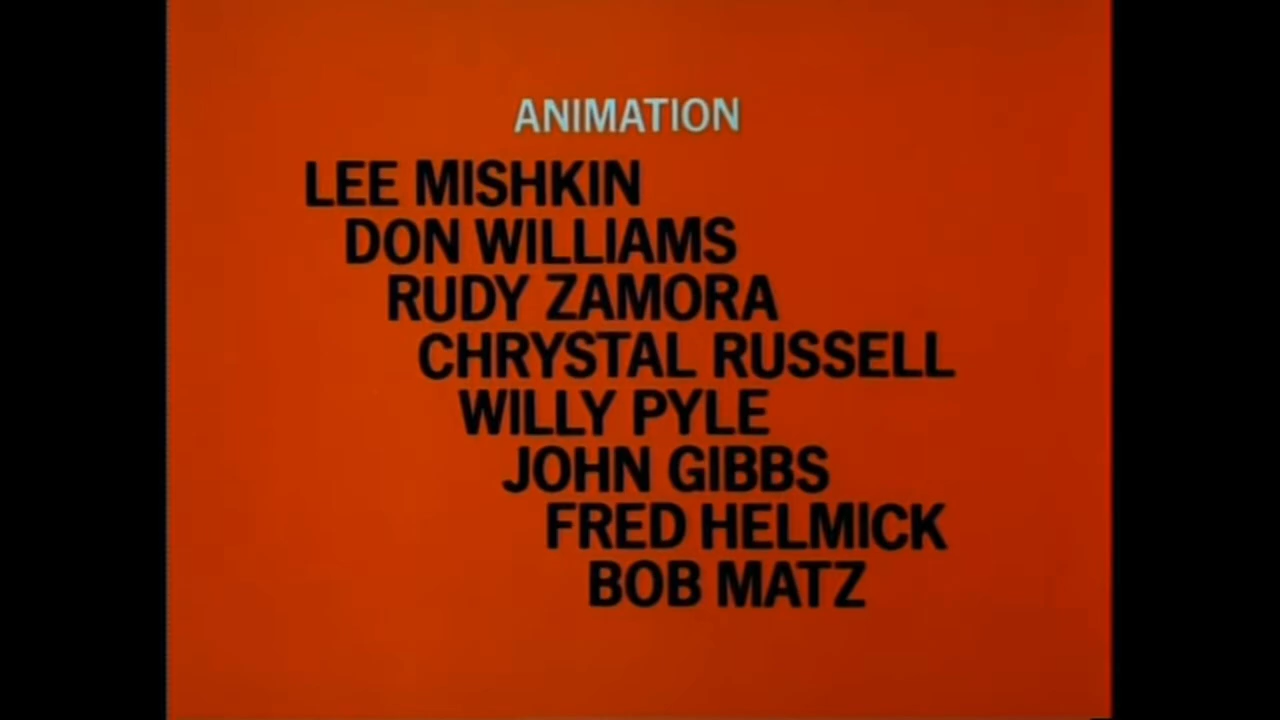 ANIMATION
LEE MISHKIN
DON WILLIAMS
RUDY ZAMORA
CHRYSTAL RUSSELL
WILLY PYLE
JOHN GIBBS
FRED HELMICK
BOB MATZ